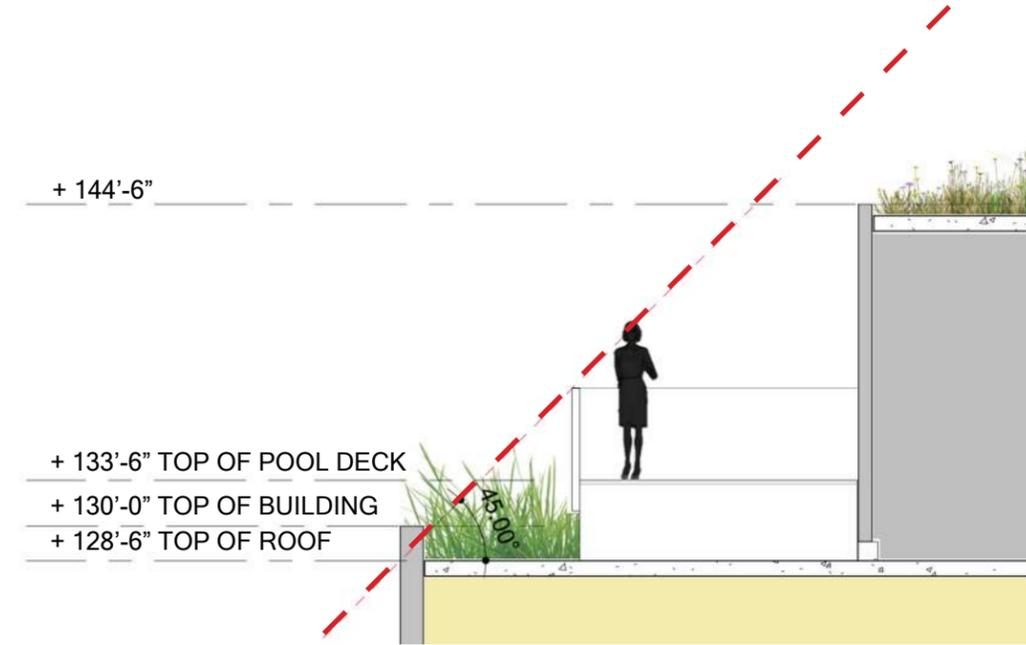 + 144’-6”
+ 133’-6” TOP OF POOL DECK
+ 130’-0” TOP OF BUILDING
+ 128’-6” TOP OF ROOF
45.00°